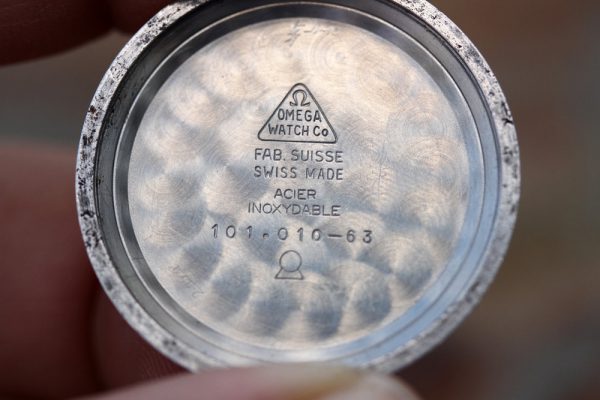 Ω
OMEGA
WATCH Co
FAB. SUISSE
SWISS MADE
ACIER
INOXYDABLE
101.010-63